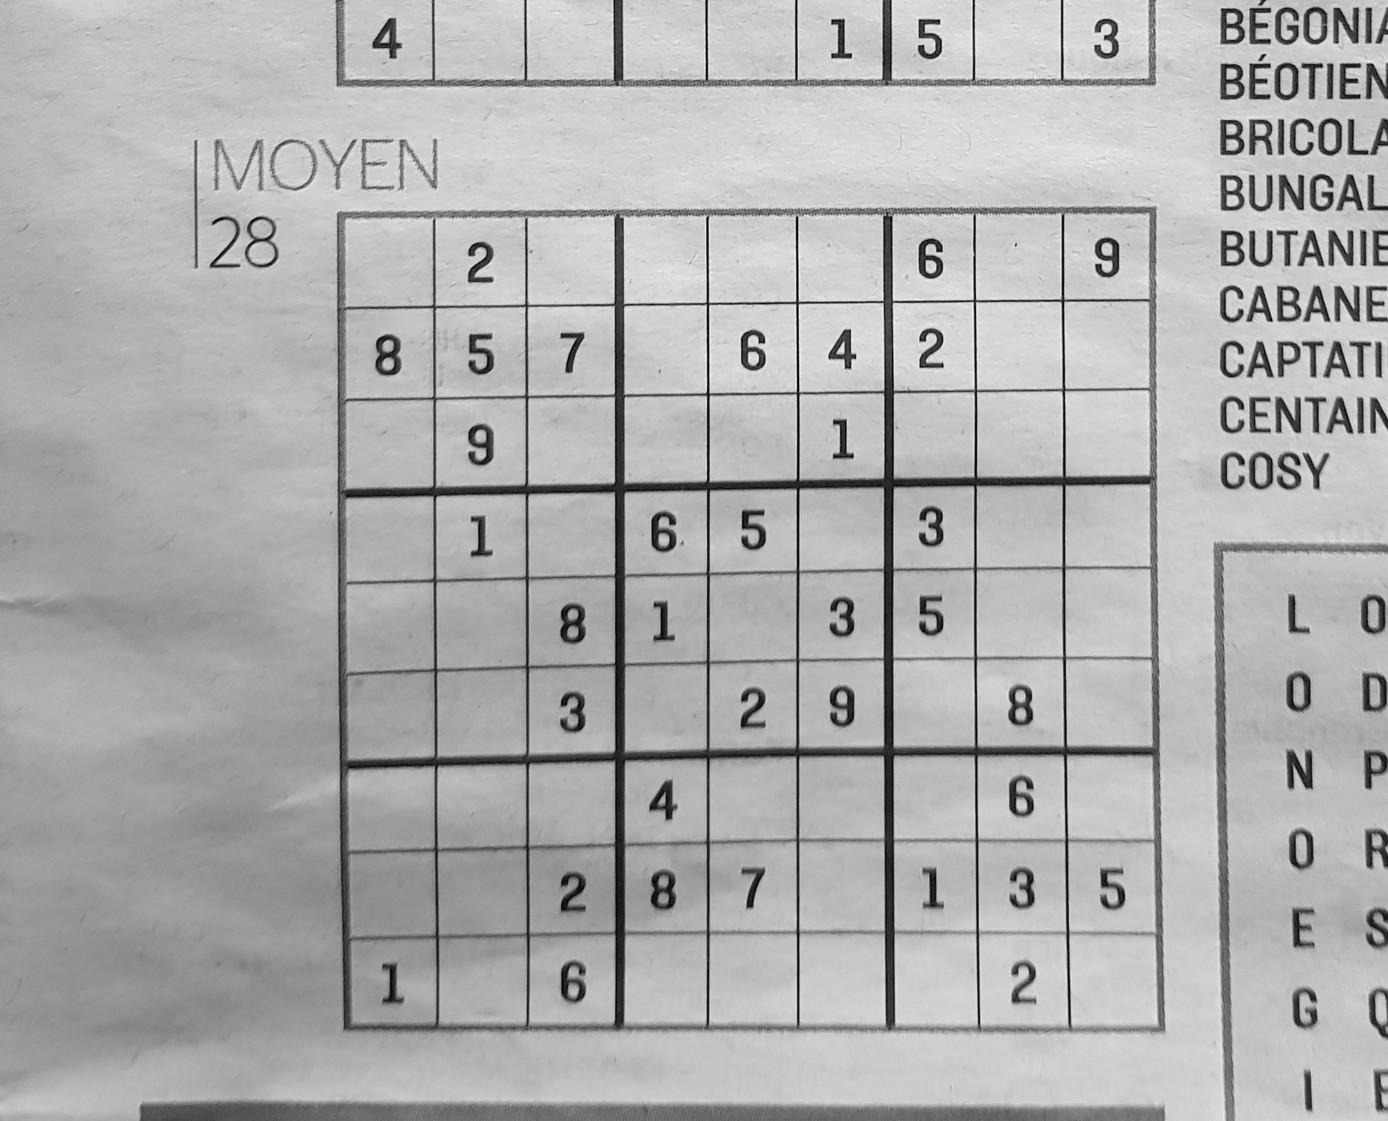 4 1 5 3
MOYEN
28
2 6 9
8 5 7 6 4 2
9 1
1 6 5 3
8 1 3 5
3 2 9 8
4 6
2 8 7 1 3 5
1 6 2
BÉGONIA
BÉOTIEN
BRICOLA
BUNGAL
BUTANIE
CABANE
CAPTATI
CENTAIN
COSY
L O
O D
N P
O R
E S
G Q
I E